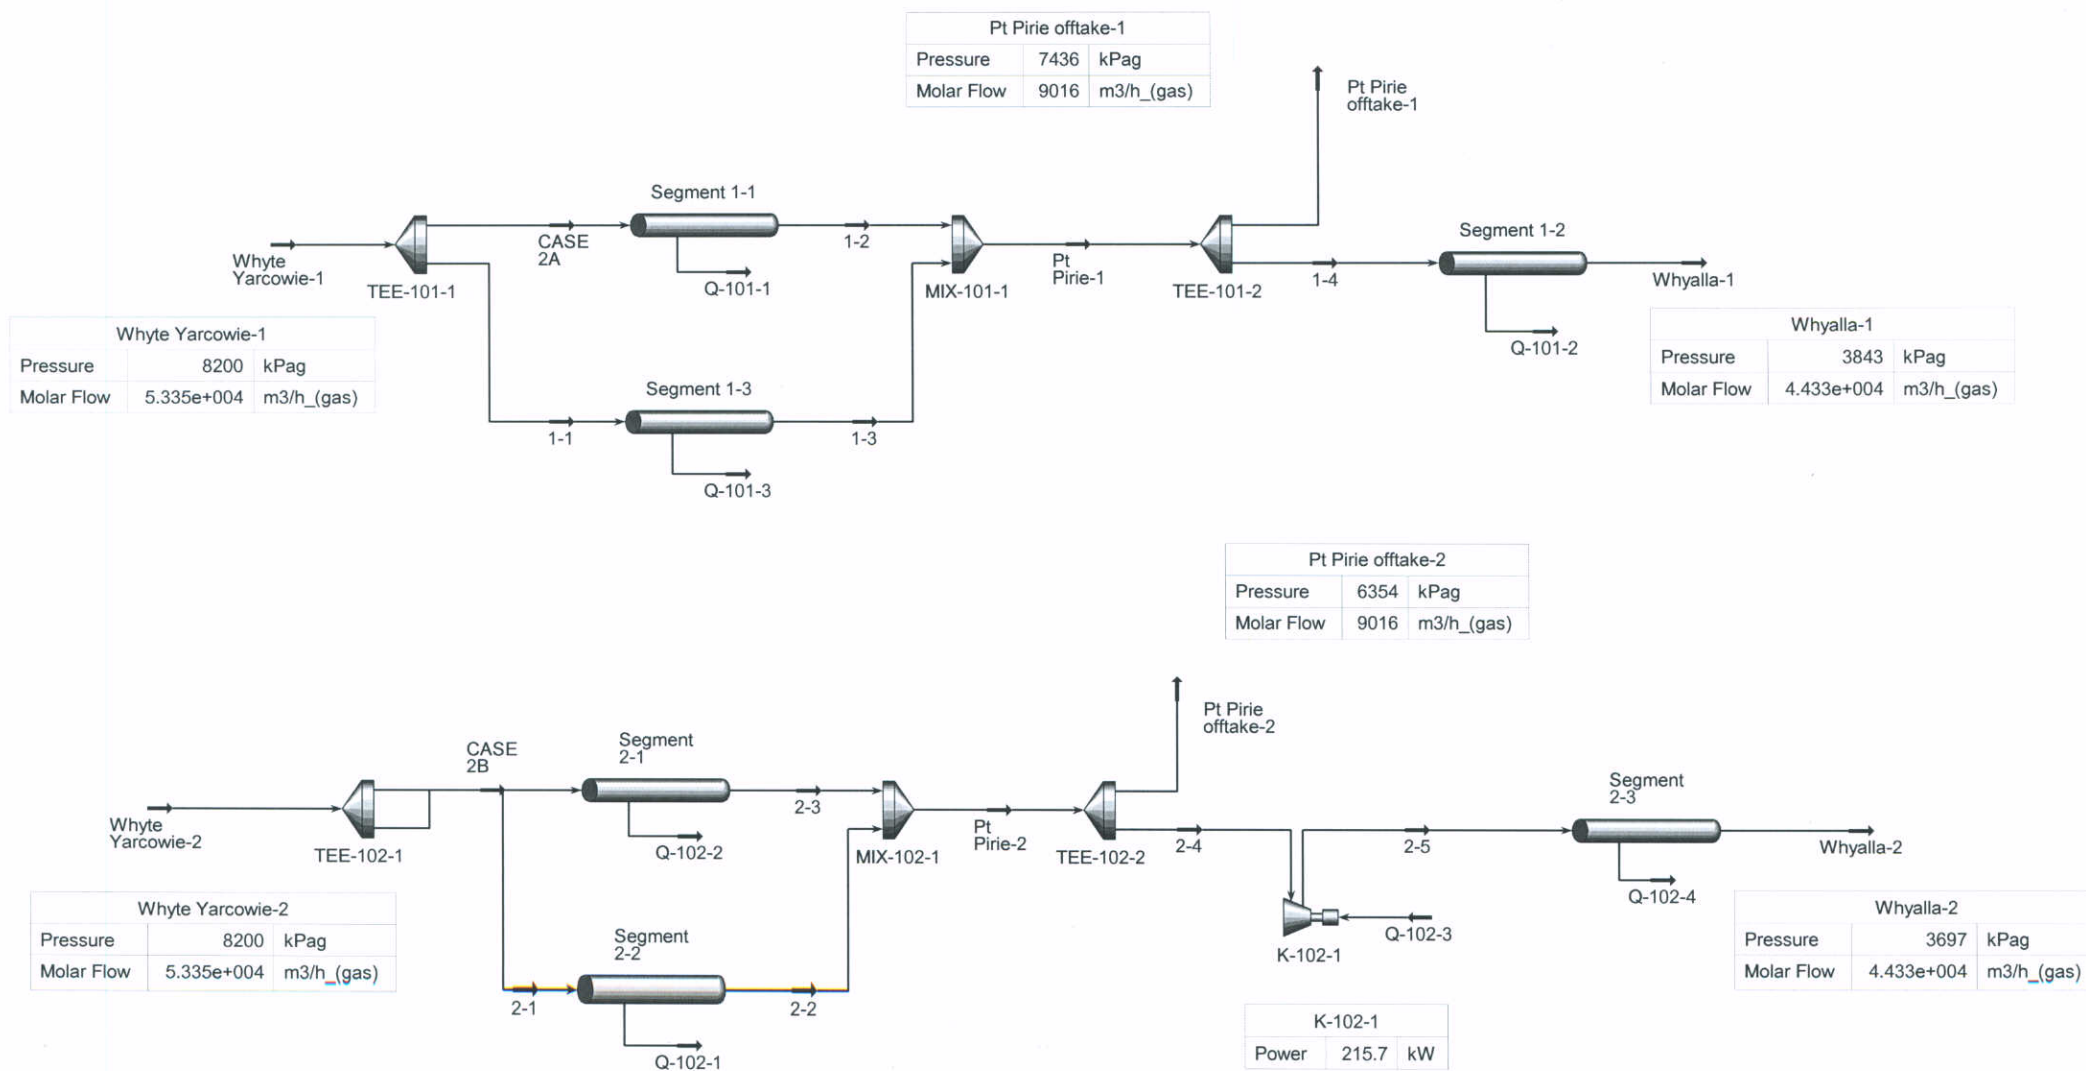 Pt Pirie offtake-1
Pressure 7436 kPag
Molar Flow 9016 m3/h_(gas)
Pt Pirie
offtake-1
Segment 1-1
CASE
2A
1-2
Q-101-1
Whyte
Yarcowie-1
TEE-101-1
MIX-101-1
Pt
Pirie-1
TEE-101-2
1-4
Segment 1-2
Whyalla-1
Q-101-2
Whyte Yarcowie-1
Pressure 8200 kPag
Molar Flow 5.335e+004 m3/h_(gas)
Whyalla-1
Pressure 3843 kPag
Molar Flow 4.433e+004 m3/h_(gas)
Segment 1-3
1-1
1-3
Q-101-3
Pt Pirie offtake-2
Pressure 6354 kPag
Molar Flow 9016 m3/h_(gas)
Pt Pirie
offtake-2
CASE
2B
Segment
2-1
2-3
Q-102-2
Whyte
Yarcowie-2
TEE-102-1
MIX-102-1
Pt
Pirie-2
TEE-102-2
2-4
2-5
Segment
2-3
Whyalla-2
Q-102-4
Whyte Yarcowie-2
Pressure 8200 kPag
Molar Flow 5.335e+004 m3/h_(gas)
Segment
2-2
2-1
2-2
Q-102-1
K-102-1
Q-102-3
Whyalla-2
Pressure 3697 kPag
Molar Flow 4.433e+004 m3/h_(gas)
K-102-1
Power 215.7 kW